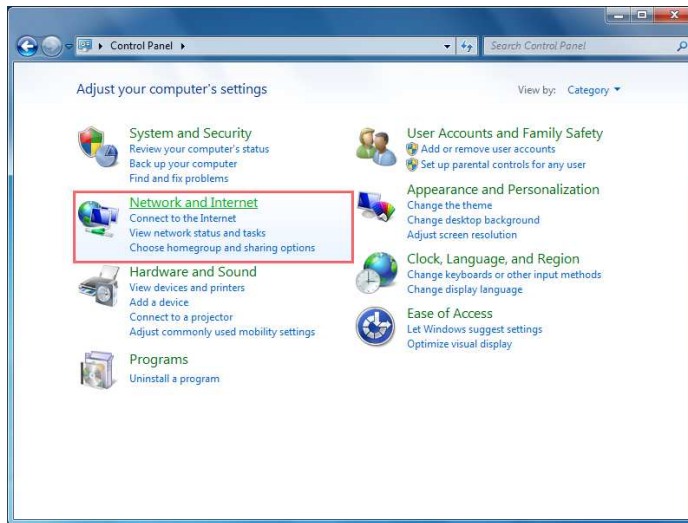 Control Panel
Search Control Panel
Adjust your computer's settings
View by: Category
System and Security
Review your computer's status
Back up your computer
Find and fix problems
Network and Internet
Connect to the Internet
View network status and tasks
Choose homegroup and sharing options
Hardware and Sound
View devices and printers
Add a device
Connect to a projector
Adjust commonly used mobility settings
Programs
Uninstall a program
User Accounts and Family Safety
Add or remove user accounts
Set up parental controls for any user
Appearance and Personalization
Change the theme
Change desktop background
Adjust screen resolution
Clock, Language, and Region
Change keyboards or other input methods
Change display language
Ease of Access
Let Windows suggest settings
Optimize visual display